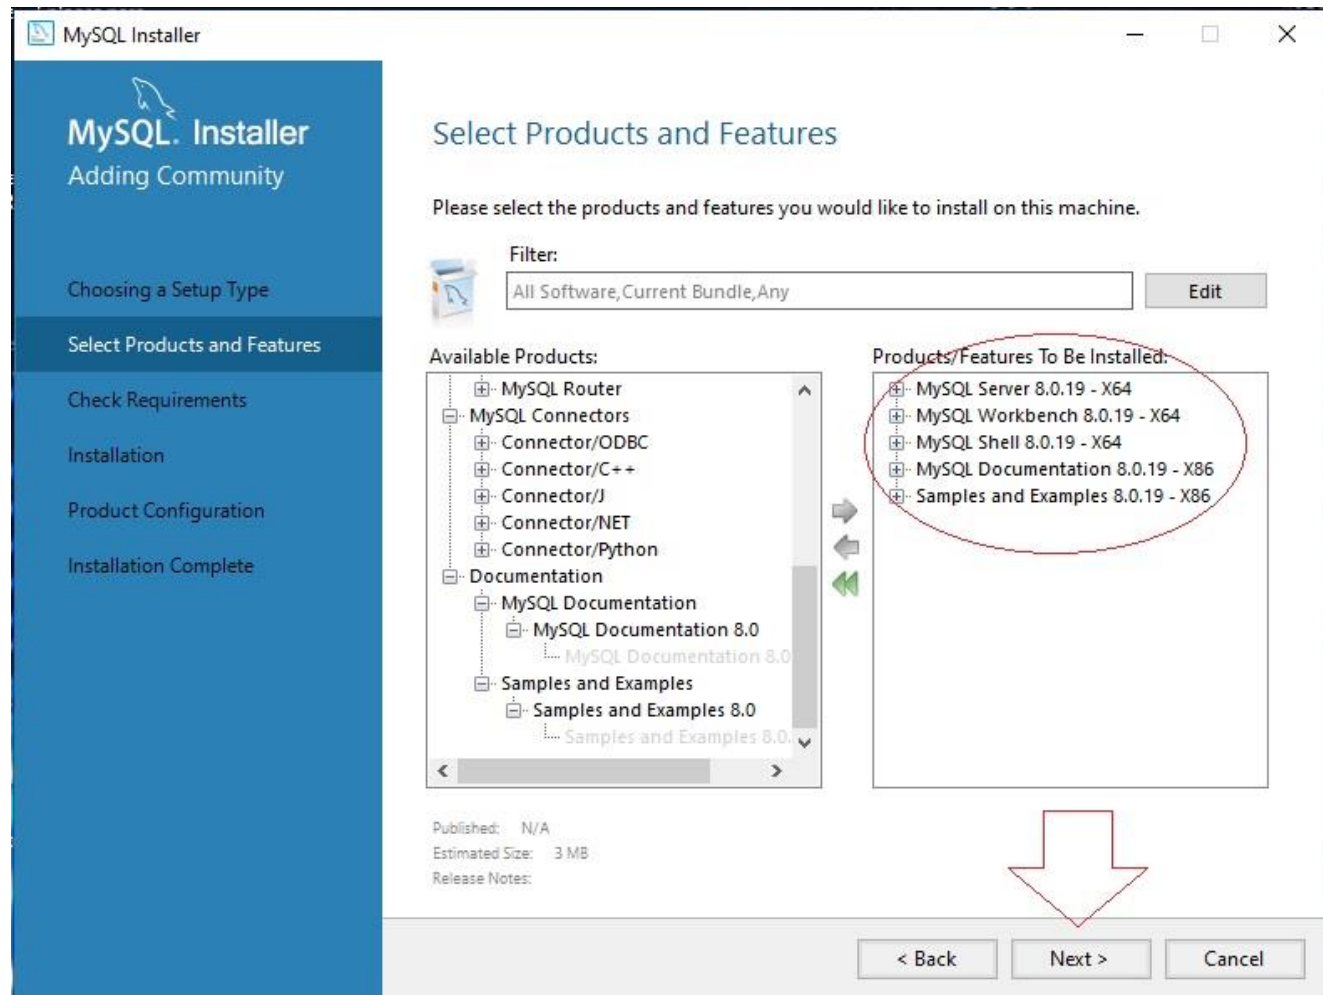 MySQL Installer
MySQL. Installer
Adding Community
Choosing a Setup Type
Select Products and Features
Check Requirements
Installation
Product Configuration
Installation Complete
Select Products and Features
Please select the products and features you would like to install on this machine.
Filter:
All Software,Current Bundle,Any
Edit
Available Products:
MySQL Router
MySQL Connectors
Connector/ODBC
Connector/C++
Connector/J
Connector/NET
Connector/Python
Documentation
MySQL Documentation
MySQL Documentation 8.0
MySQL Documentation 8.0
Samples and Examples
Samples and Examples 8.0
Samples and Examples 8.0.
Products/Features To Be Installed:
MySQL Server 8.0.19 - X64
MySQL Workbench 8.0.19 - X64
MySQL Shell 8.0.19 - X64
MySQL Documentation 8.0.19 - X86
Samples and Examples 8.0.19 - X86
Published: N/A
Estimated Size: 3 MB
Release Notes:
< Back
Next >
Cancel